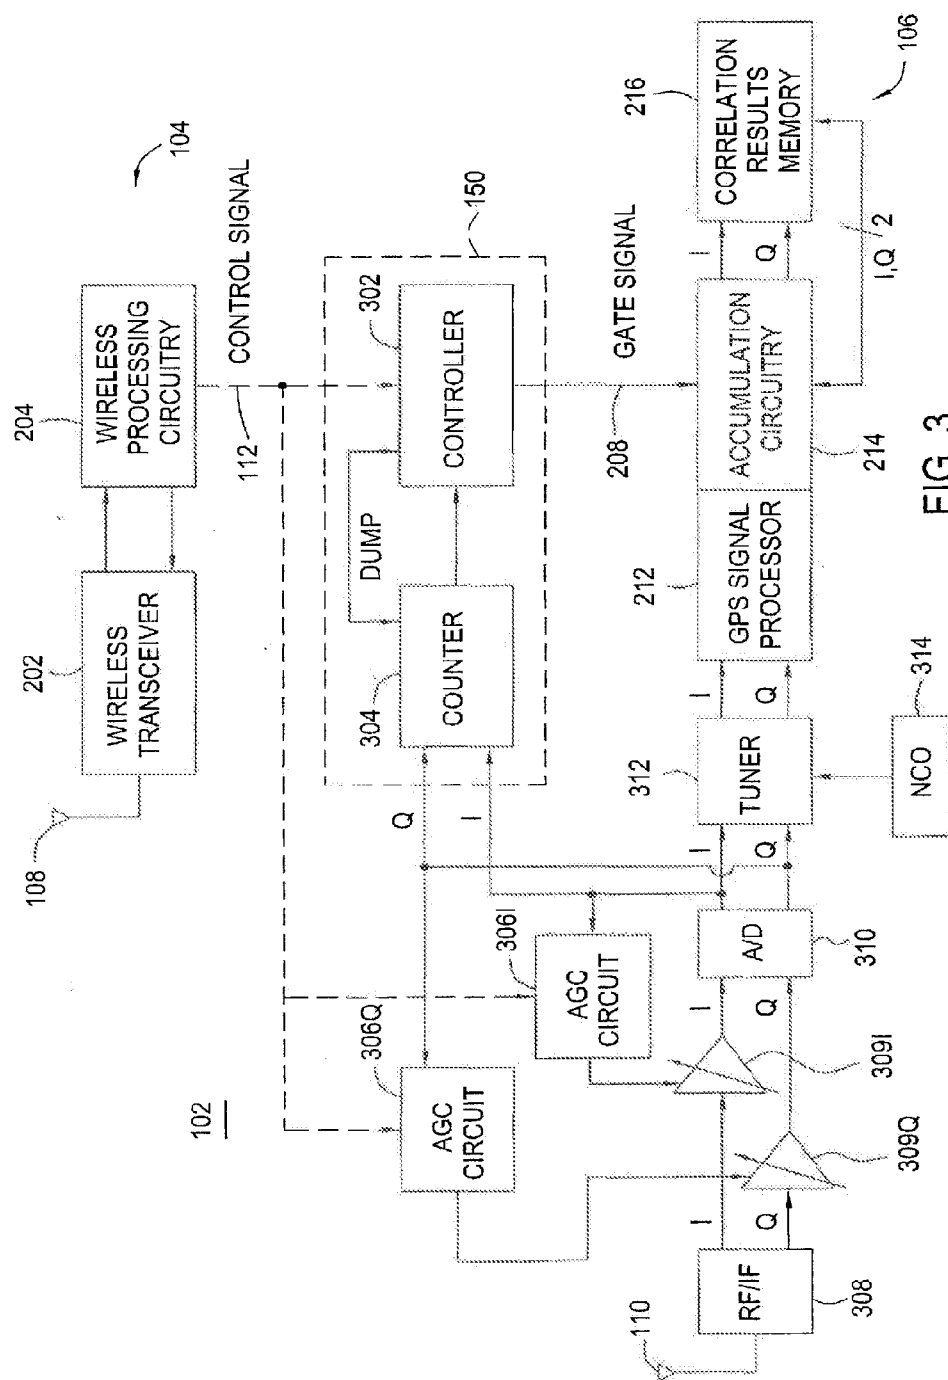 102
104
108
202
WIRELESS
TRANSCEIVER
204
WIRELESS
PROCESSING
CIRCUITRY
112
CONTROL SIGNAL
306Q
AGC
CIRCUIT
306I
AGC
CIRCUIT
Q
I
150
304
COUNTER
DUMP
302
CONTROLLER
208
GATE SIGNAL
110
RF/IF
308
I
Q
309Q
309I
I
Q
A/D
310
I
Q
312
TUNER
NCO
314
I
Q
212
GPS SIGNAL
PROCESSOR
ACCUMULATION
CIRCUITRY
214
I
Q
216
CORRELATION
RESULTS
MEMORY
I,Q
2
106
FIG. 3